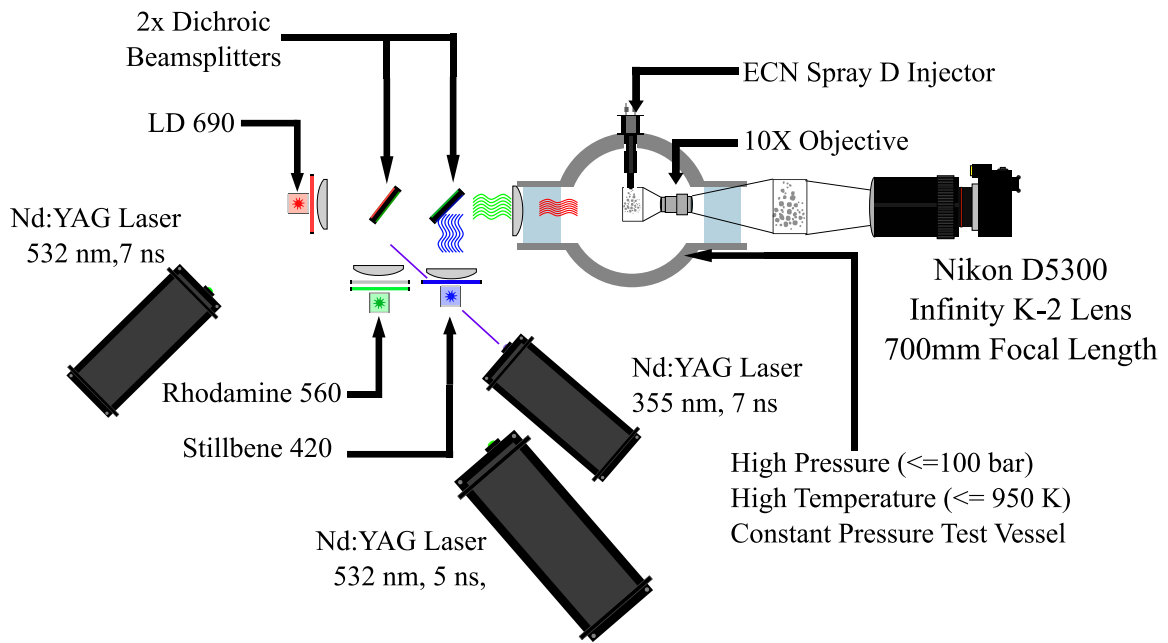 2x Dichroic
Beamsplitters
LD 690
Nd:YAG Laser
532 nm,7 ns
Rhodamine 560
Stillbene 420
Nd:YAG Laser
532 nm, 5 ns,
Nd:YAG Laser
355 nm, 7 ns
ECN Spray D Injector
10X Objective
Nikon D5300
Infinity K-2 Lens
700mm Focal Length
High Pressure (<=100 bar)
High Temperature (<= 950 K)
Constant Pressure Test Vessel